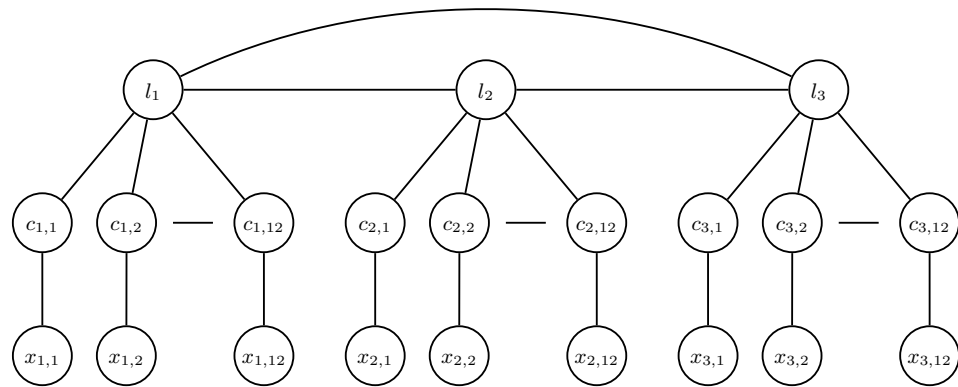 l₁ l₂ l₃
c₁,₁ c₁,₂ — c₁,₁₂ c₂,₁ c₂,₂ — c₂,₁₂ c₃,₁ c₃,₂ — c₃,₁₂
x₁,₁ x₁,₂ x₁,₁₂ x₂,₁ x₂,₂ x₂,₁₂ x₃,₁ x₃,₂ x₃,₁₂